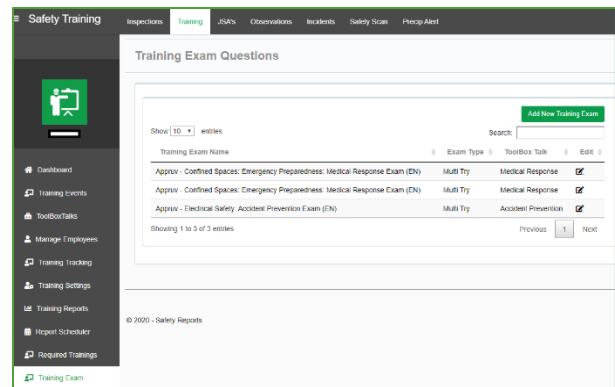 Safety Training
Inspections Training JSA's Observations Incidents Safety Scan Precip Alert
Training Exam Questions
Add New Training Exam
Show 10 entries
Search:
Training Exam Name Exam Type ToolBox Talk Edit
Appruv - Confined Spaces: Emergency Preparedness: Medical Response Exam (EN) Multi Try Medical Response
Appruv - Confined Spaces: Emergency Preparedness: Medical Response Exam (EN) Multi Try Medical Response
Appruv - Electrical Safety: Accident Prevention Exam (EN) Multi Try Accident Prevention
Showing 1 to 3 of 3 entries
Previous 1 Next
Dashboard
Training Events
ToolBoxTalks
Manage Employees
Training Tracking
Training Settings
Training Reports
Report Scheduler
Required Trainings
Training Exam
© 2020 - Safety Reports